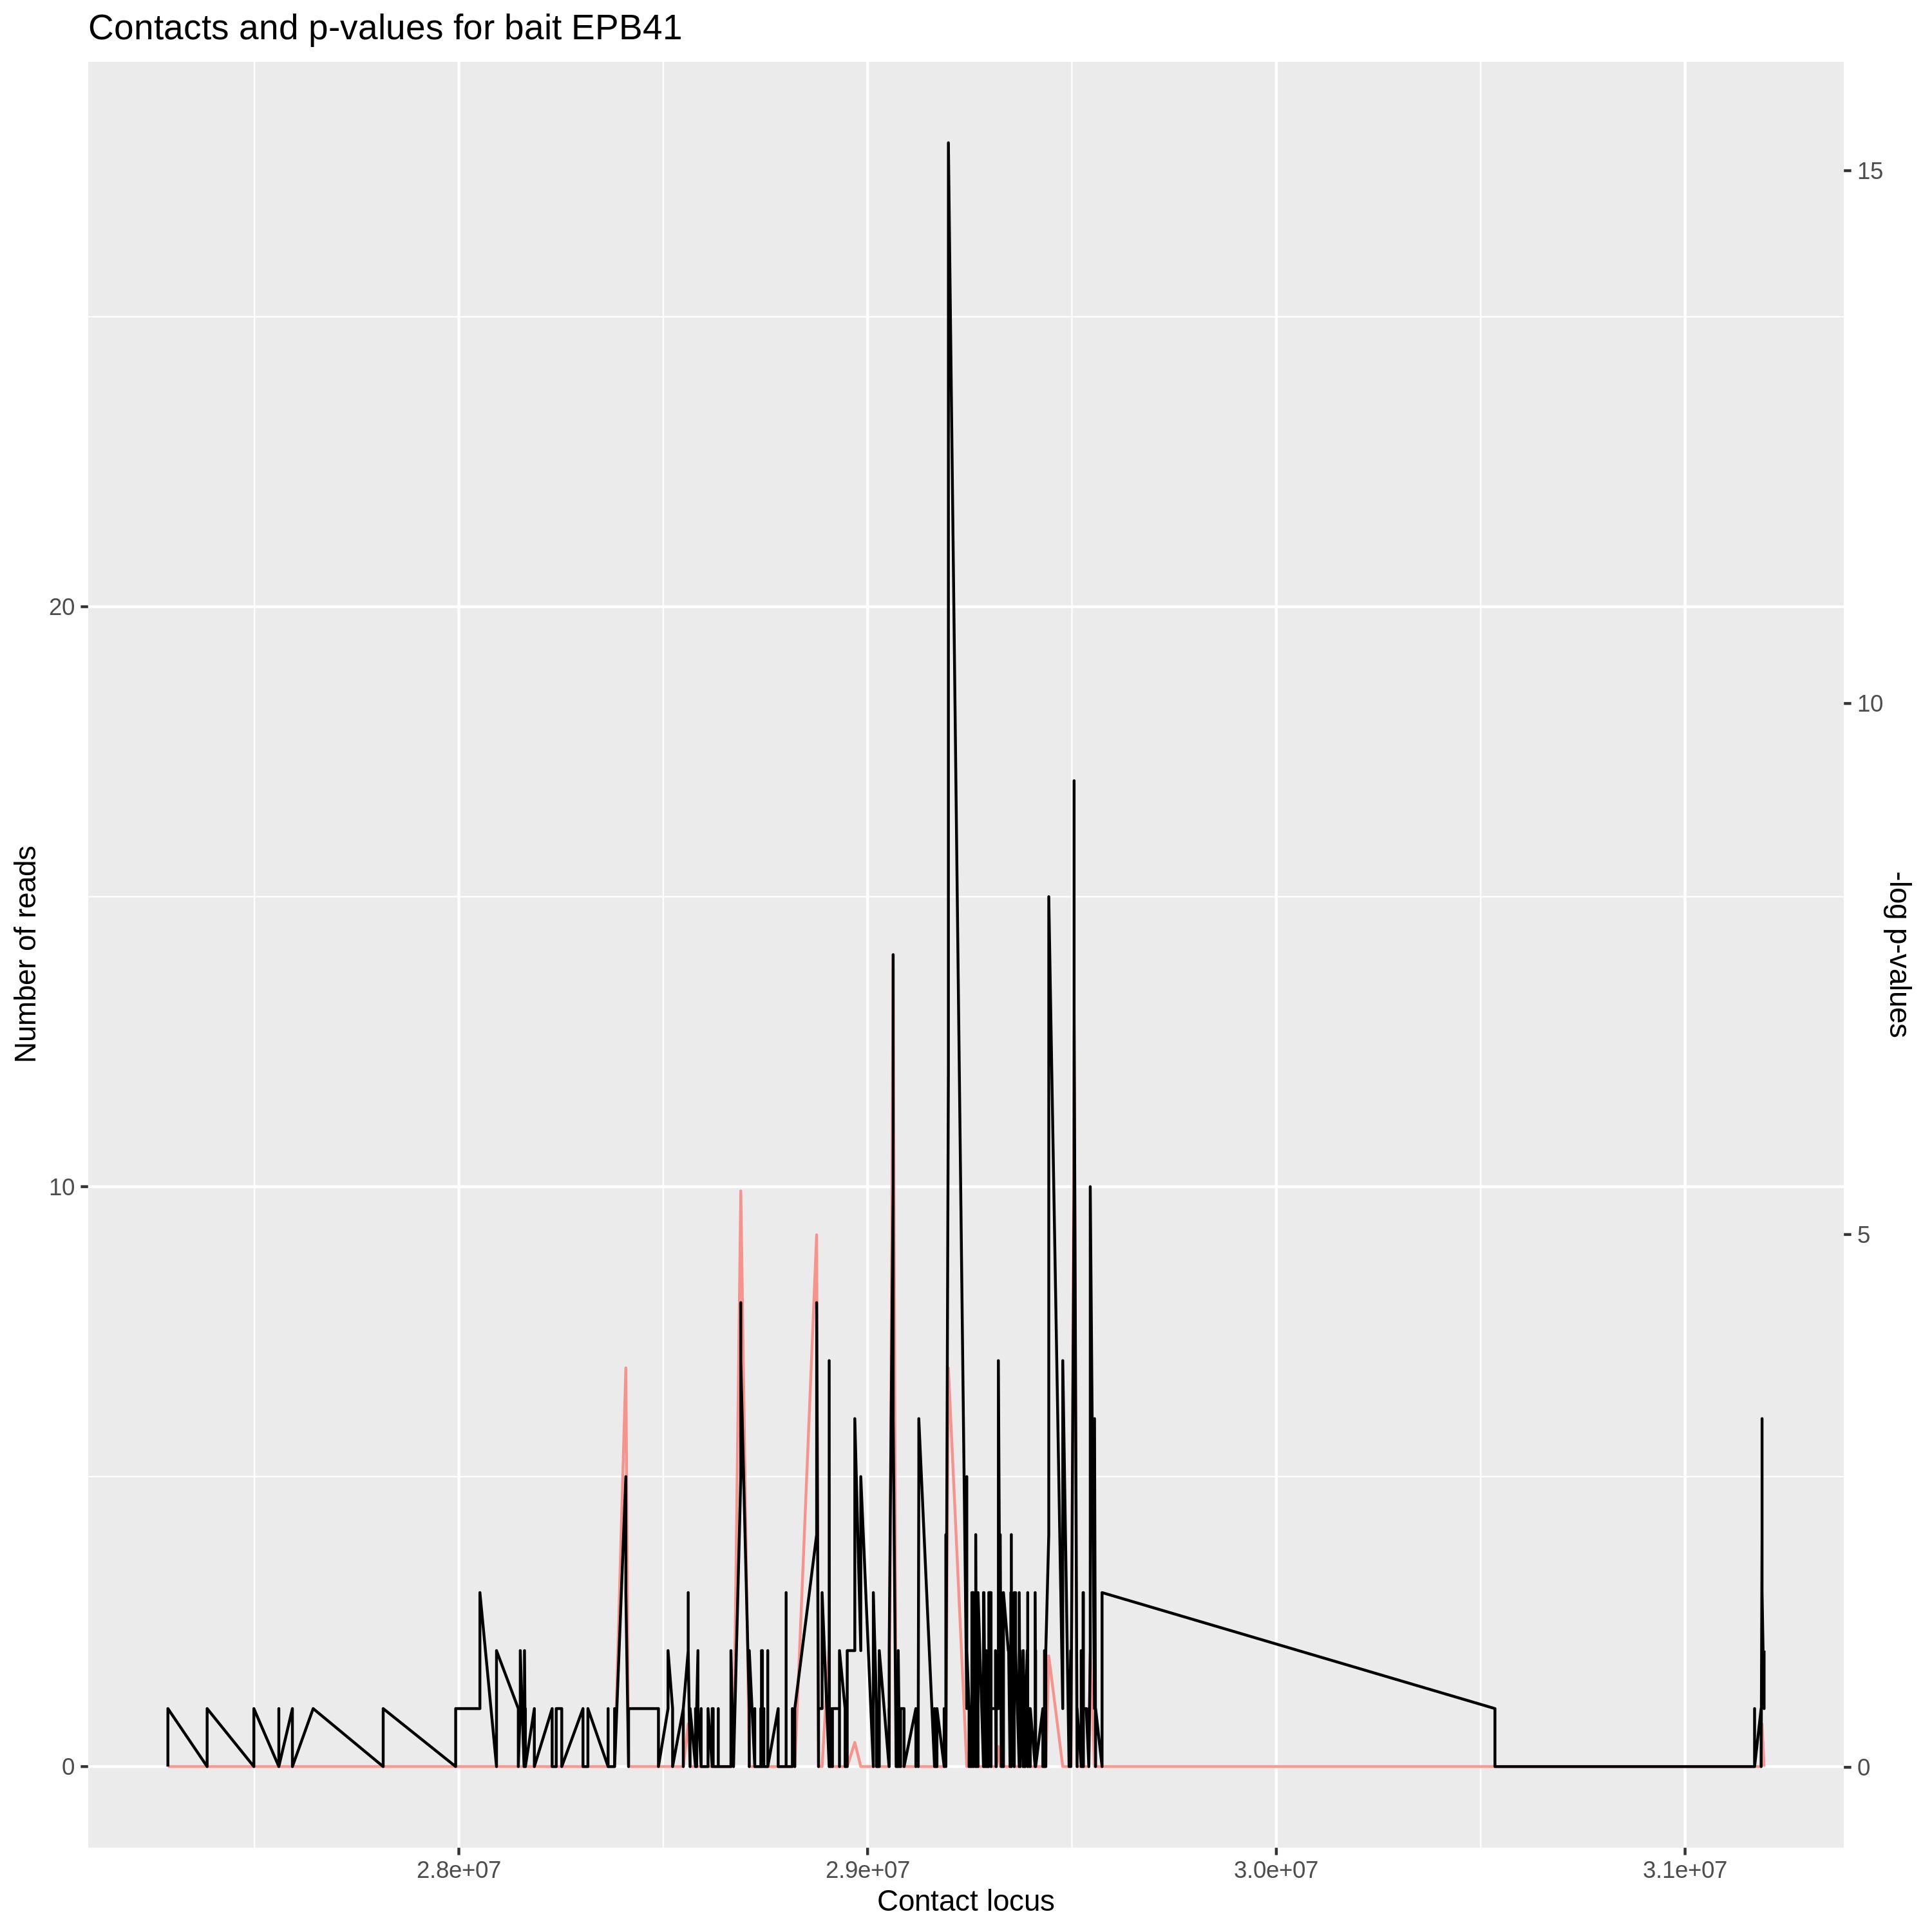 Contacts and p-values for bait EPB41
Number of reads
20
10
0
15
10
5
0
-log p-values
2.8e+07
2.9e+07
3.0e+07
3.1e+07
Contact locus